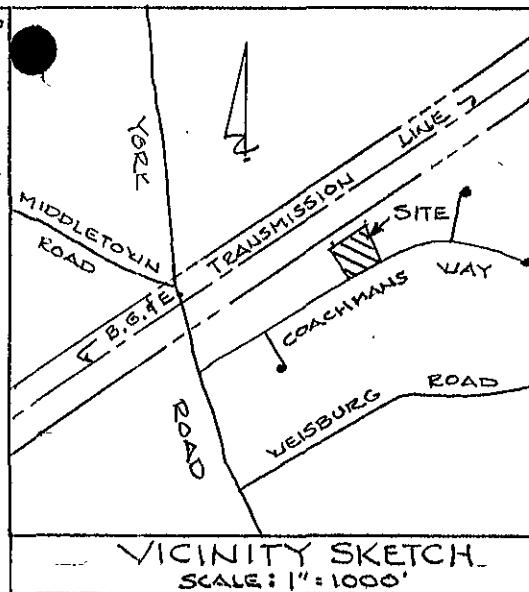 YORK
ROAD
MIDDLETOWN
ROAD
B.G.&E. TRANSMISSION LINE
SITE
COACHMANS WAY
WEISBURG ROAD
VICINITY SKETCH
SCALE: 1" = 1000'